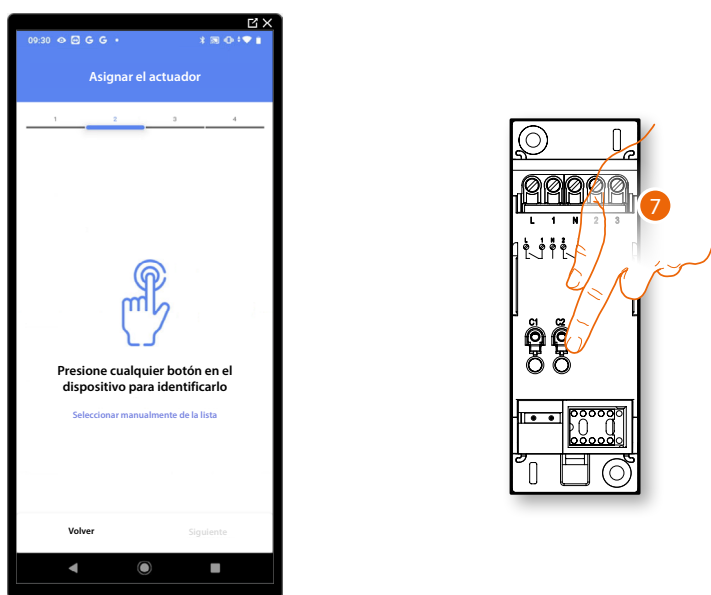 09:30 G G
Asignar el actuador
1 2 3 4
Presione cualquier botón en el
dispositivo para identificarlo
Seleccionar manualmente de la lista
Volver Siguiente
7
L 1 N 2 3
L 1 N 2
C1 C2